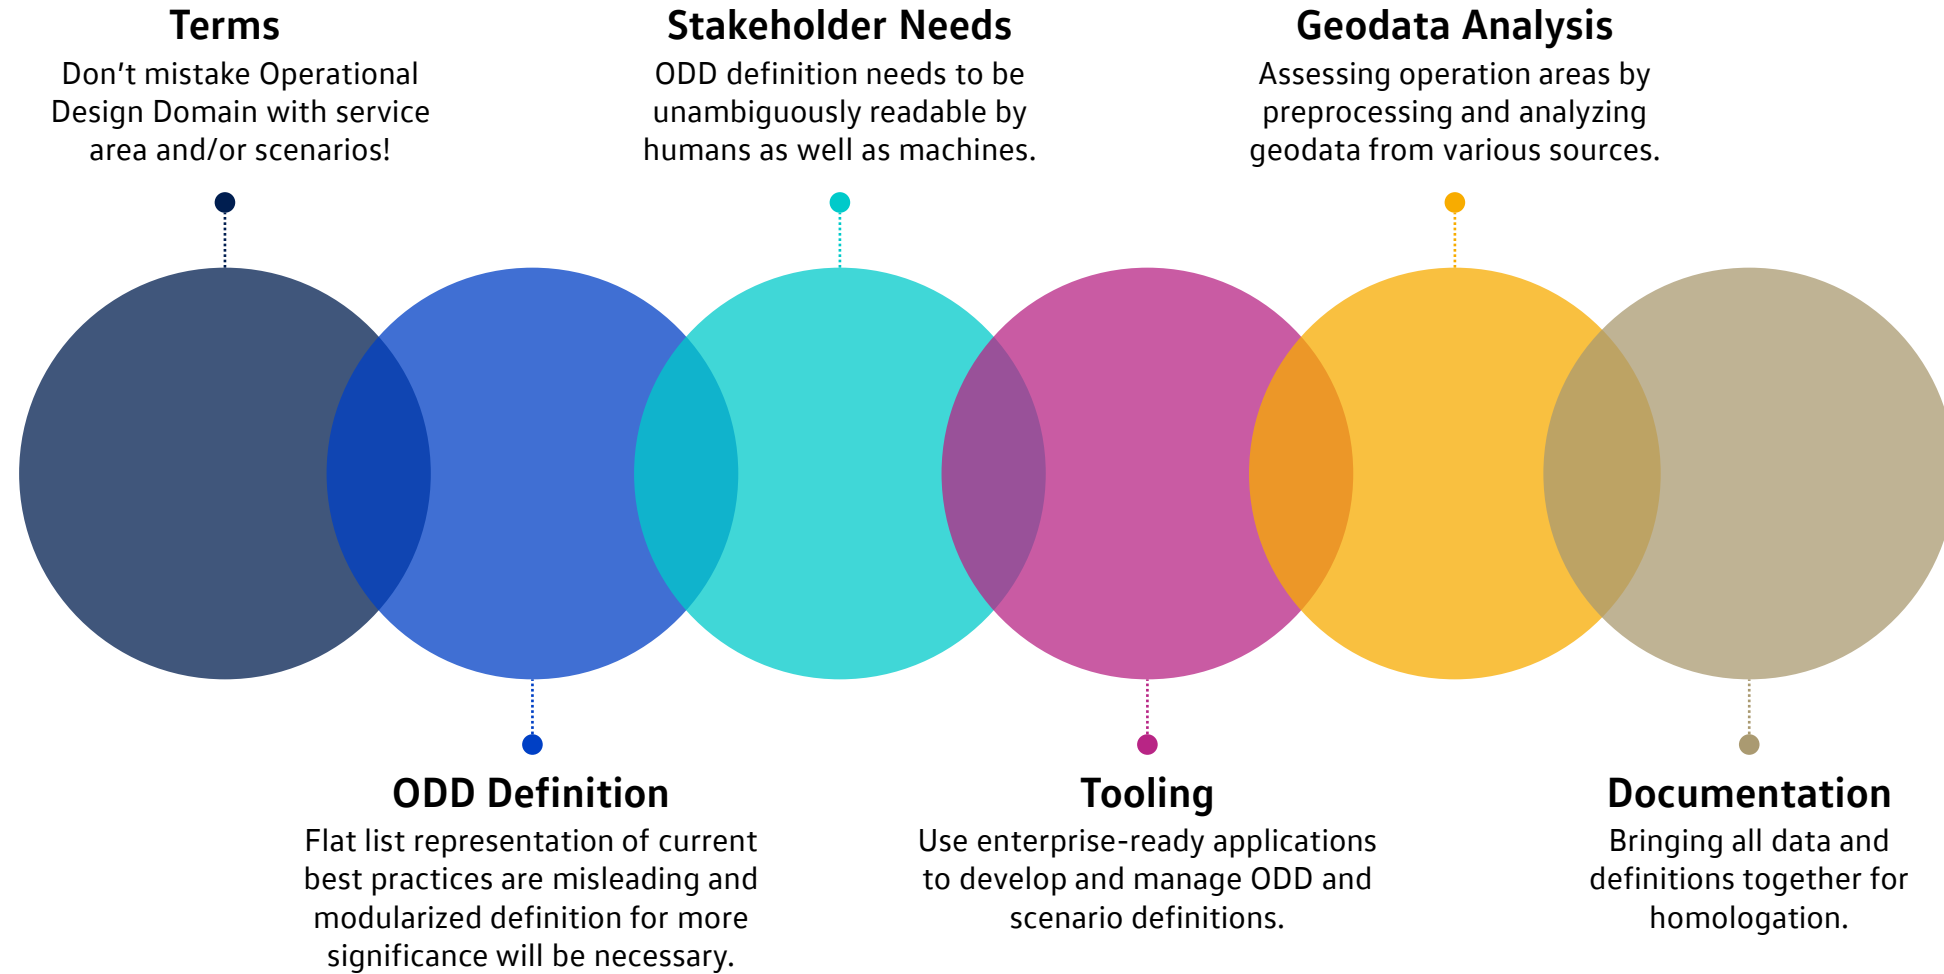 Terms
Don't mistake Operational
Design Domain with service
area and/or scenarios!
Stakeholder Needs
ODD definition needs to be
unambiguously readable by
humans as well as machines.
Geodata Analysis
Assessing operation areas by
preprocessing and analyzing
geodata from various sources.
ODD Definition
Flat list representation of current
best practices are misleading and
modularized definition for more
significance will be necessary.
Tooling
Use enterprise-ready applications
to develop and manage ODD and
scenario definitions.
Documentation
Bringing all data and
definitions together for
homologation.